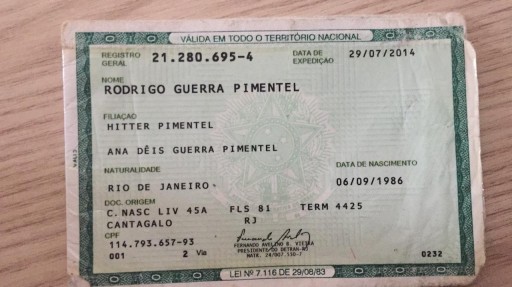 VÁLIDA EM TODO O TERRITÓRIO NACIONAL
REGISTRO GERAL 21.280.695-4 DATA DE EXPEDIÇÃO 29/07/2014
NOME
RODRIGO GUERRA PIMENTEL
FILIAÇÃO
HITTER PIMENTEL
ANA DÊIS GUERRA PIMENTEL
NATURALIDADE DATA DE NASCIMENTO
RIO DE JANEIRO 06/09/1986
DOC. ORIGEM
C.NASC LIV 45A FLS 81 TERM 4425
CANTAGALO RJ
CPF
114.793.657-93
001 2 Via 0232
FERNANDO AVELINO B. VIEIRA
PRESIDENTE DO DETRAN-RJ
LEI Nº 7.116 DE 29/08/83